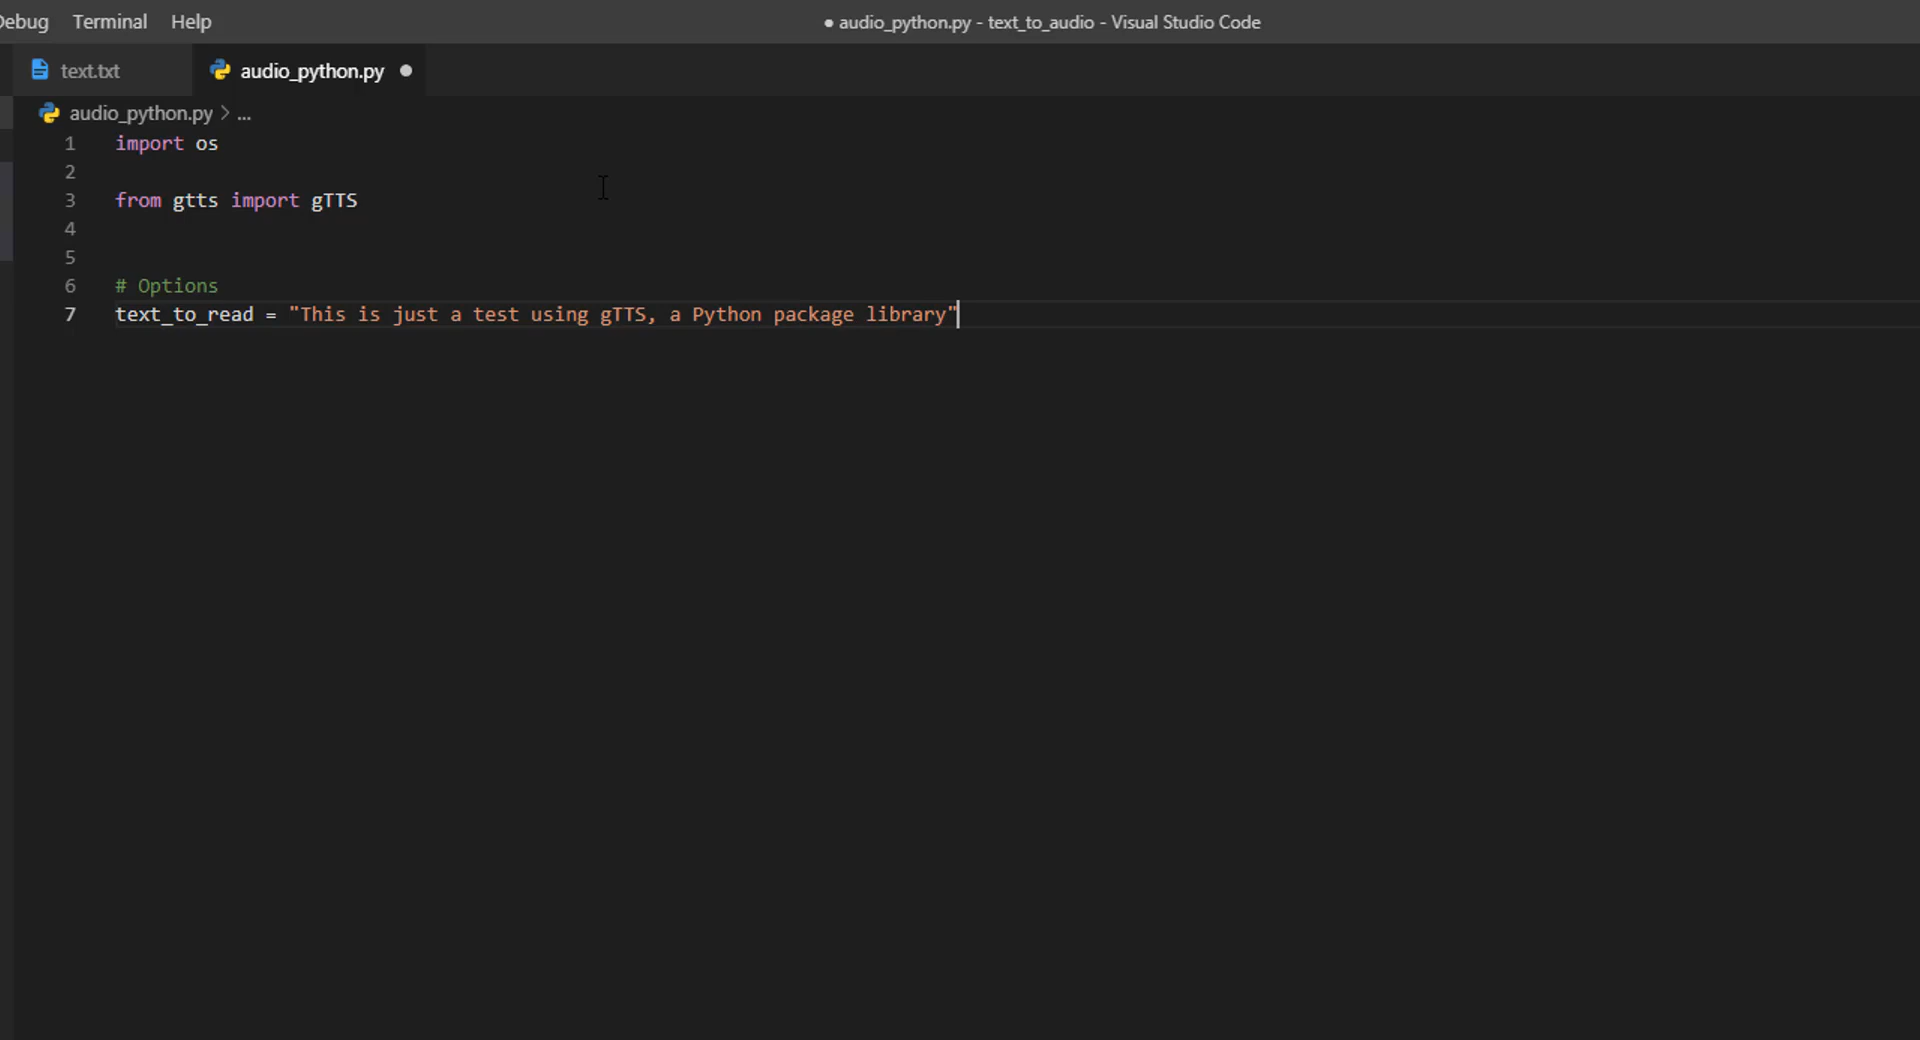 Debug Terminal Help
● audio_python.py - text_to_audio - Visual Studio Code
text.txt
audio_python.py ●
audio_python.py > ...
1 import os
2
3 from gtts import gTTS
4
5
6 # Options
7 text_to_read = "This is just a test using gTTS, a Python package library"